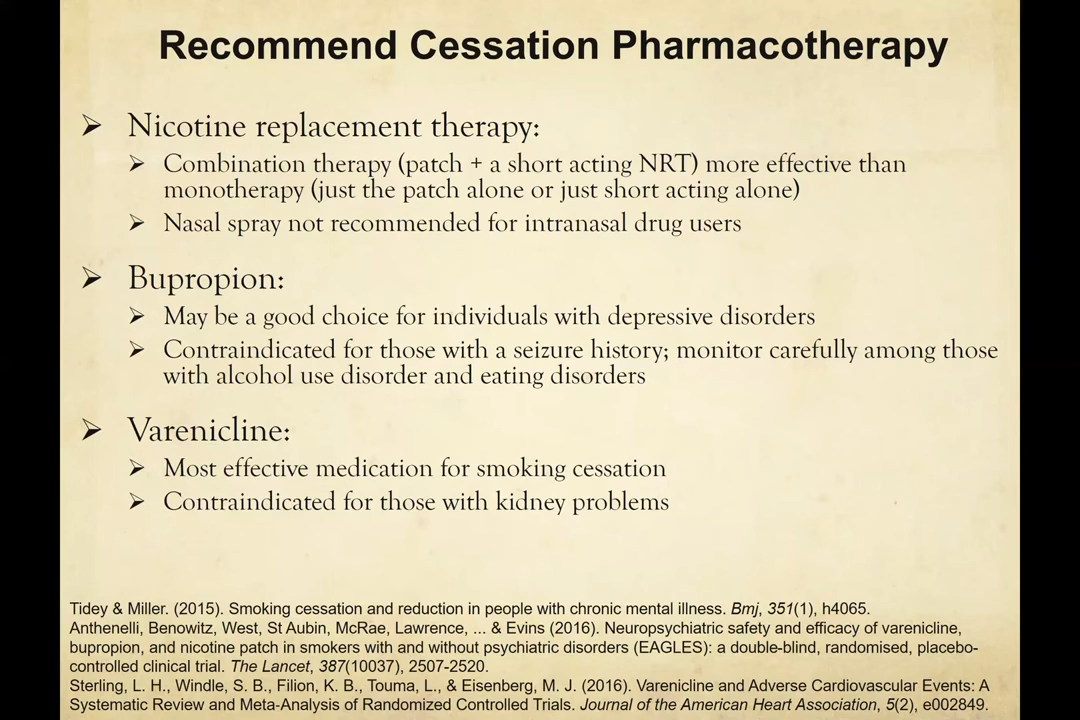 Recommend Cessation Pharmacotherapy
➢ Nicotine replacement therapy:
➢ Combination therapy (patch + a short acting NRT) more effective than
monotherapy (just the patch alone or just short acting alone)
➢ Nasal spray not recommended for intranasal drug users
➢ Bupropion:
➢ May be a good choice for individuals with depressive disorders
➢ Contraindicated for those with a seizure history; monitor carefully among those
with alcohol use disorder and eating disorders
➢ Varenicline:
➢ Most effective medication for smoking cessation
➢ Contraindicated for those with kidney problems
Tidey & Miller. (2015). Smoking cessation and reduction in people with chronic mental illness. Bmj, 351(1), h4065.
Anthenelli, Benowitz, West, St Aubin, McRae, Lawrence, ... & Evins (2016). Neuropsychiatric safety and efficacy of varenicline,
bupropion, and nicotine patch in smokers with and without psychiatric disorders (EAGLES): a double-blind, randomised, placebo-
controlled clinical trial. The Lancet, 387(10037), 2507-2520.
Sterling, L. H., Windle, S. B., Filion, K. B., Touma, L., & Eisenberg, M. J. (2016). Varenicline and Adverse Cardiovascular Events: A
Systematic Review and Meta-Analysis of Randomized Controlled Trials. Journal of the American Heart Association, 5(2), e002849.